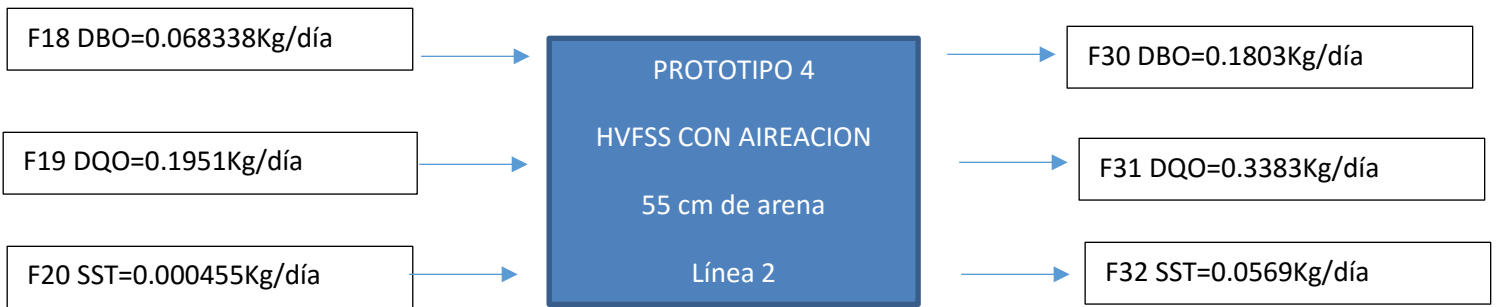 F18 DBO=0.068338Kg/día
F19 DQO=0.1951Kg/día
F20 SST=0.000455Kg/día
PROTOTIPO 4
HVFSS CON AIREACION
55 cm de arena
Línea 2
F30 DBO=0.1803Kg/día
F31 DQO=0.3383Kg/día
F32 SST=0.0569Kg/día